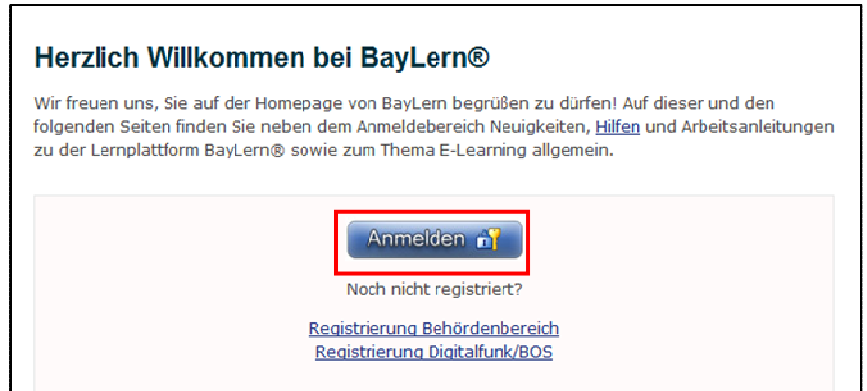 Herzlich Willkommen bei BayLern®
Wir freuen uns, Sie auf der Homepage von BayLern begrüßen zu dürfen! Auf dieser und den
folgenden Seiten finden Sie neben dem Anmeldebereich Neuigkeiten, Hilfen und Arbeitsanleitungen
zu der Lernplattform BayLern® sowie zum Thema E-Learning allgemein.
Anmelden
Noch nicht registriert?
Registrierung Behördenbereich
Registrierung Digitalfunk/BOS